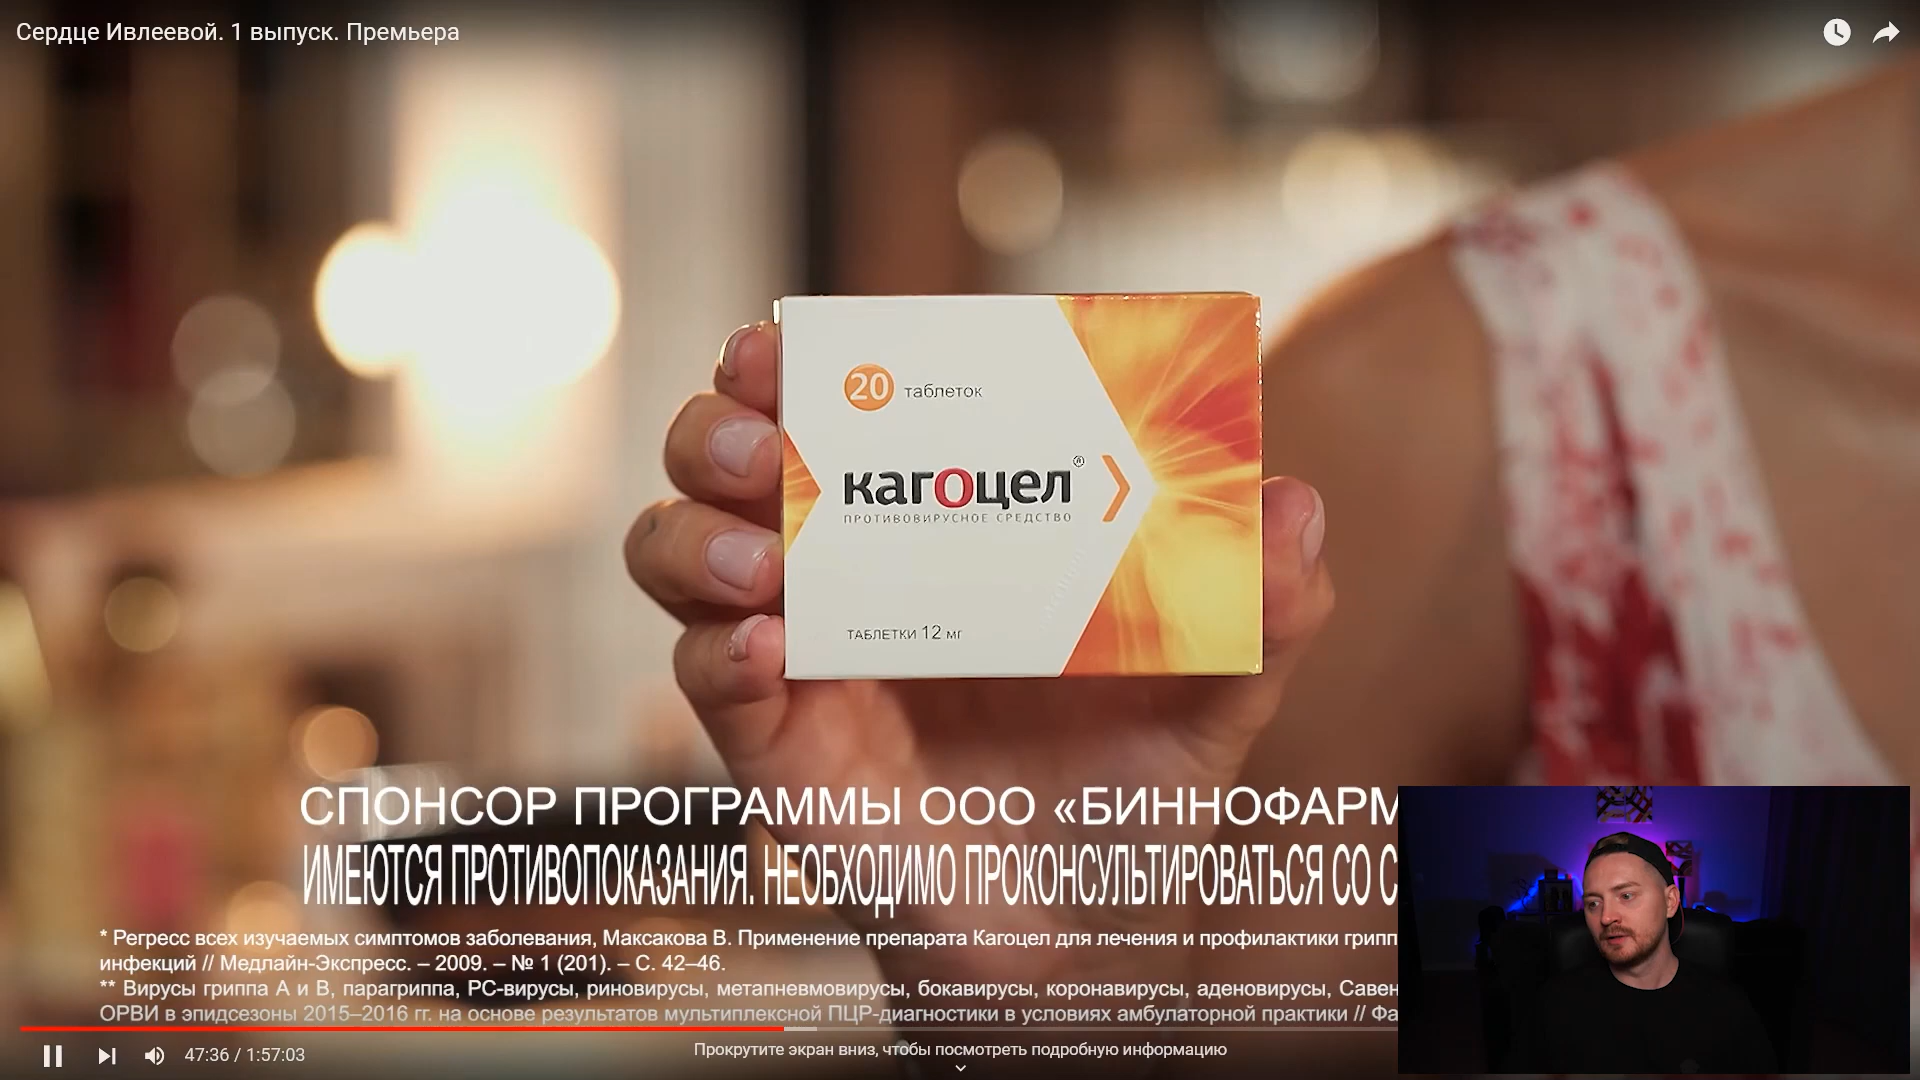 Сердце Ивлеевой. 1 выпуск. Премьера
20 таблеток
кагоцел®
ПРОТИВОВИРУСНОЕ СРЕДСТВО
ТАБЛЕТКИ 12 мг
СПОНСОР ПРОГРАММЫ ООО «БИННОФАРМ
ИМЕЮТСЯ ПРОТИВОПОКАЗАНИЯ. НЕОБХОДИМО ПРОКОНСУЛЬТИРОВАТЬСЯ СО С
* Регресс всех изучаемых симптомов заболевания, Максакова В. Применение препарата Кагоцел для лечения и профилактики грипп
инфекций // Медлайн-Экспресс. – 2009. – № 1 (201). – С. 42–46.
** Вирусы гриппа А и В, парагриппа, РС-вирусы, риновирусы, метапневмовирусы, бокавирусы, коронавирусы, аденовирусы, Савен
ОРВИ в эпидсезоны 2015–2016 гг. на основе результатов мультиплексной ПЦР-диагностики в условиях амбулаторной практики // Фа
47:36 / 1:57:03
Прокрутите экран вниз, чтобы посмотреть подробную информацию